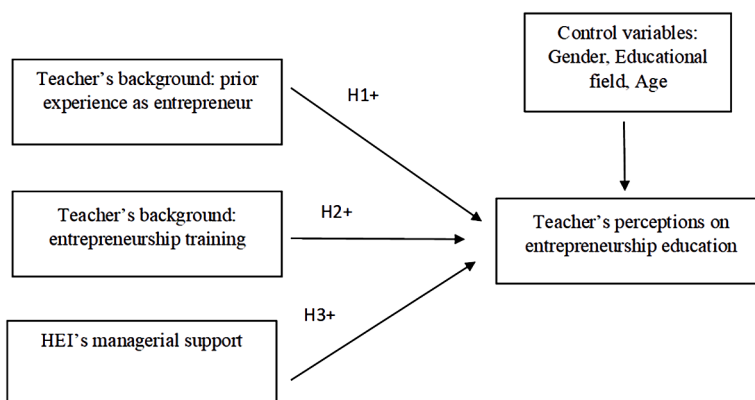 Control variables:
Gender, Educational
field, Age
Teacher's background: prior
experience as entrepreneur
H1+
Teacher's background:
entrepreneurship training
H2+
Teacher's perceptions on
entrepreneurship education
H3+
HEI's managerial support